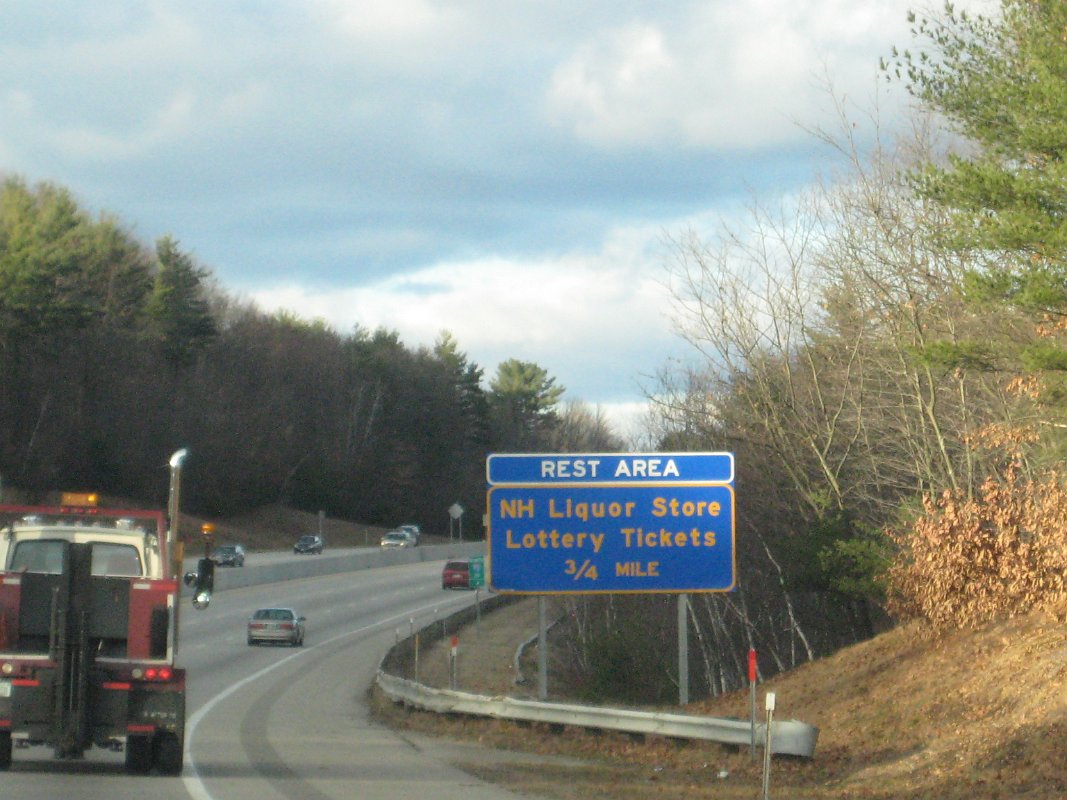 REST AREA
NH Liquor Store
Lottery Tickets
3/4 MILE